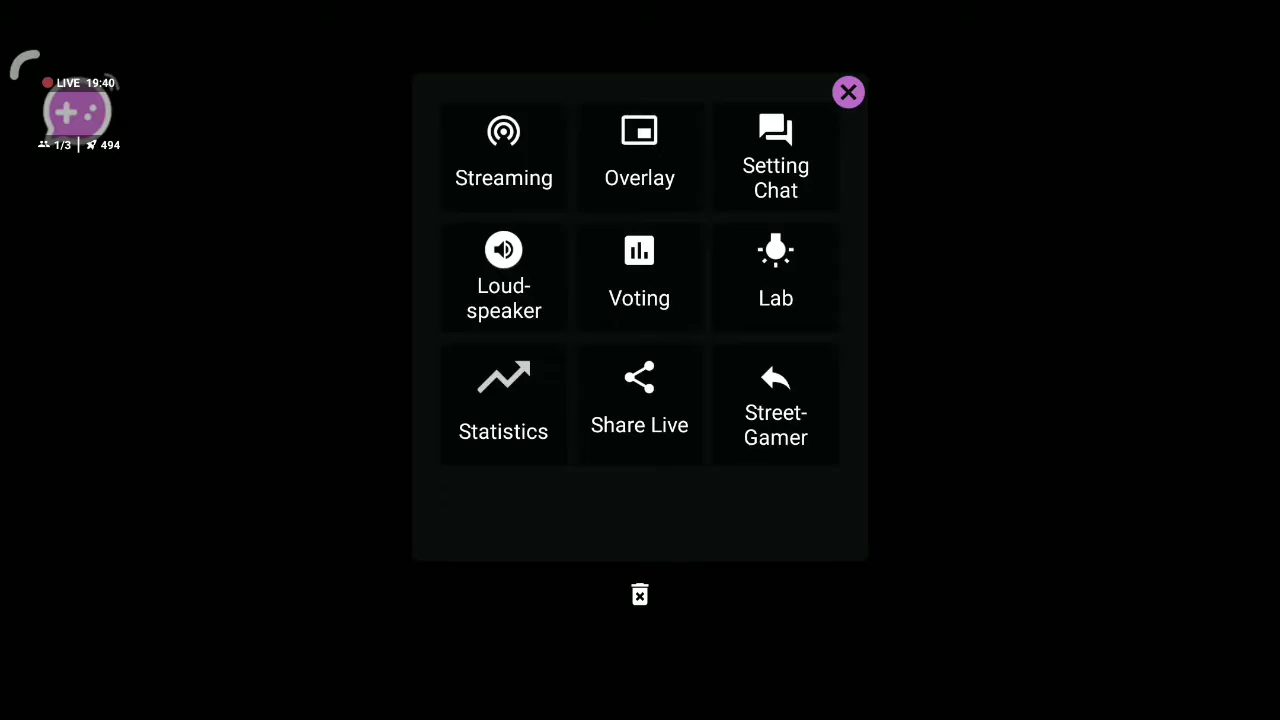 LIVE 19:40
1/3 494
Streaming
Overlay
Setting
Chat
Loud-
speaker
Voting
Lab
Statistics
Share Live
Street-
Gamer